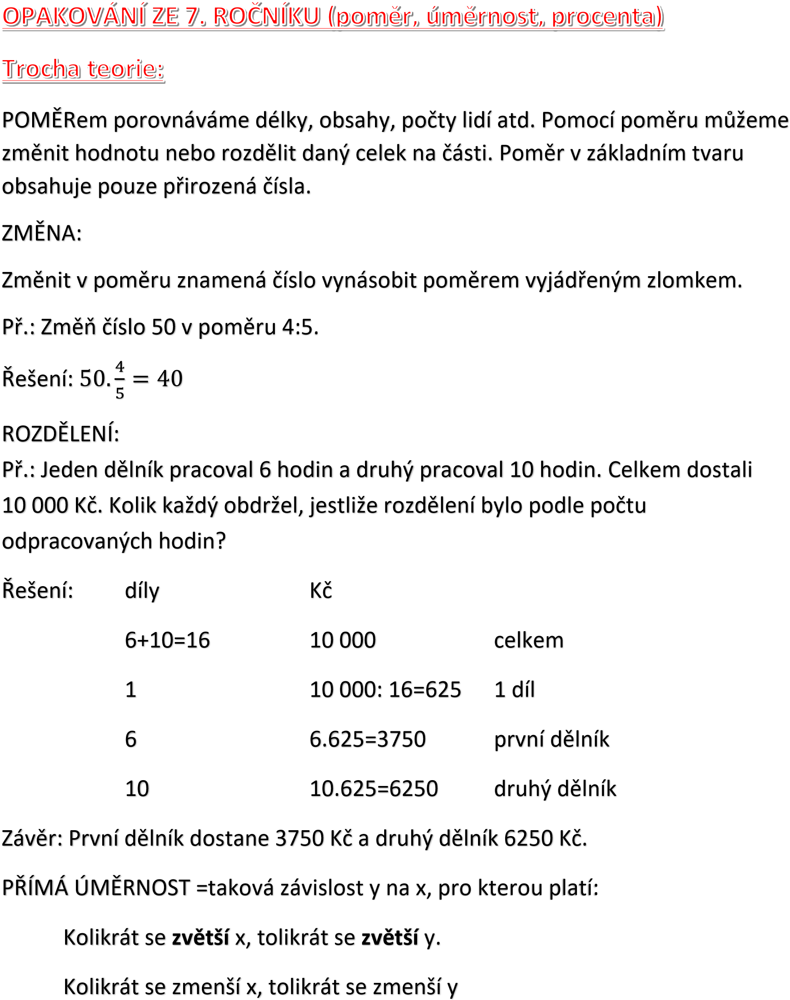 OPAKOVÁNÍ ZE 7. ROČNÍKU (poměr, úměrnost, procenta)
Trocha teorie:
POMĚRem porovnáváme délky, obsahy, počty lidí atd. Pomocí poměru můžeme
změnit hodnotu nebo rozdělit daný celek na části. Poměr v základním tvaru
obsahuje pouze přirozená čísla.
ZMĚNA:
Změnit v poměru znamená číslo vynásobit poměrem vyjádřeným zlomkem.
Př.: Změň číslo 50 v poměru 4:5.
Řešení: 50. 4/5 = 40
ROZDĚLENÍ:
Př.: Jeden dělník pracoval 6 hodin a druhý pracoval 10 hodin. Celkem dostali
10 000 Kč. Kolik každý obdržel, jestliže rozdělení bylo podle počtu
odpracovaných hodin?
Řešení: díly Kč
6+10=16 10 000 celkem
1 10 000: 16=625 1 díl
6 6.625=3750 první dělník
10 10.625=6250 druhý dělník
Závěr: První dělník dostane 3750 Kč a druhý dělník 6250 Kč.
PŘÍMÁ ÚMĚRNOST =taková závislost y na x, pro kterou platí:
Kolikrát se zvětší x, tolikrát se zvětší y.
Kolikrát se zmenší x, tolikrát se zmenší y